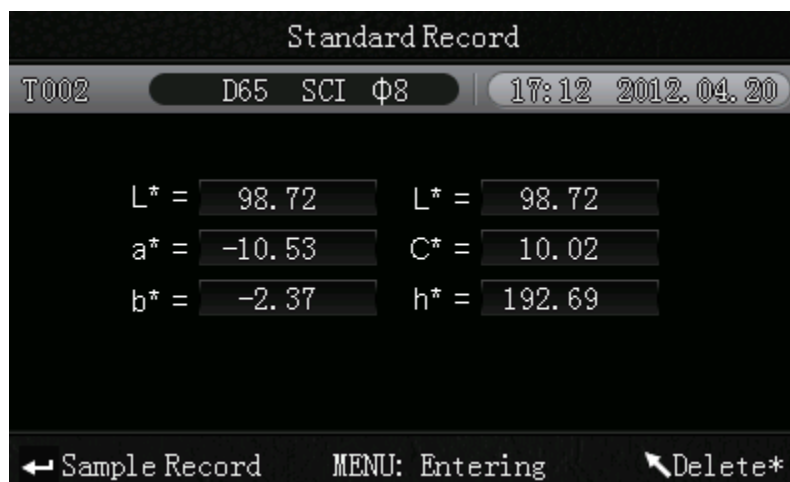 Standard Record
T002 D65 SCI Φ8 17:12 2012.04.20
L* = 98.72 L* = 98.72
a* = -10.53 C* = 10.02
b* = -2.37 h* = 192.69
Sample Record MENU: Entering Delete*